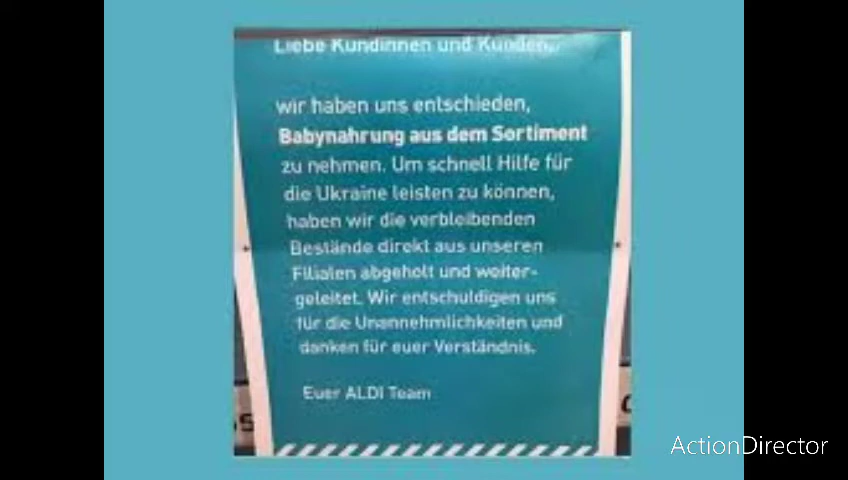 Liebe Kundinnen und Kunden,
wir haben uns entschieden,
Babynahrung aus dem Sortiment
zu nehmen. Um schnell Hilfe für
die Ukraine leisten zu können,
haben wir die verbleibenden
Bestände direkt aus unseren
Filialen abgeholt und weiter-
geleitet. Wir entschuldigen uns
für die Unannehmlichkeiten und
danken für euer Verständnis.
Euer ALDI Team
ActionDirector